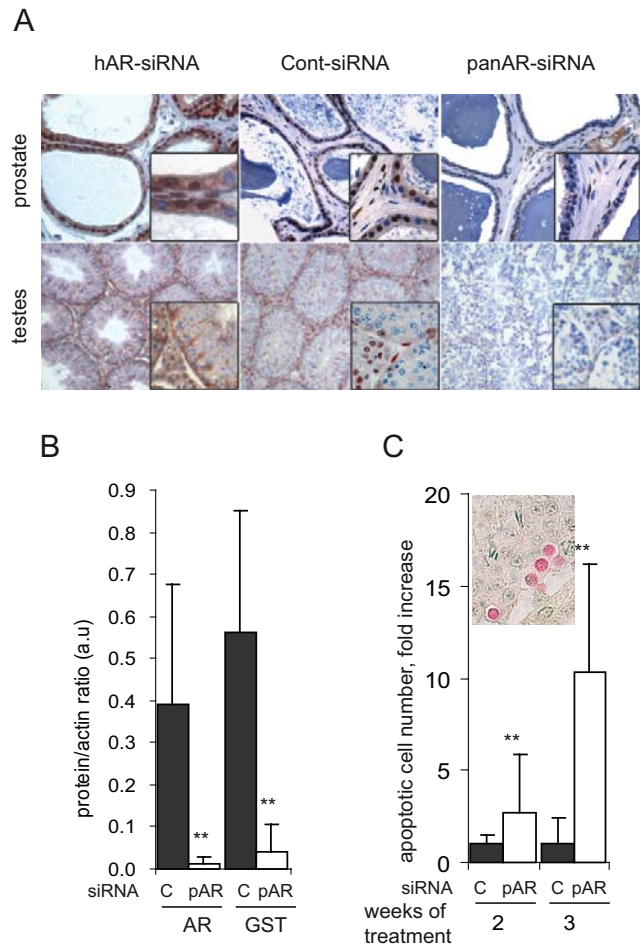 A
hAR-siRNA Cont-siRNA panAR-siRNA
prostate
testes
B
protein/actin ratio (a.u)
0.9
0.8
0.7
0.6
0.5
0.4
0.3
0.2
0.1
0.0
**
**
siRNA C pAR C pAR
AR GST
C
apoptotic cell number, fold increase
20
15
10
5
0
**
**
siRNA C pAR C pAR
weeks of treatment
2 3